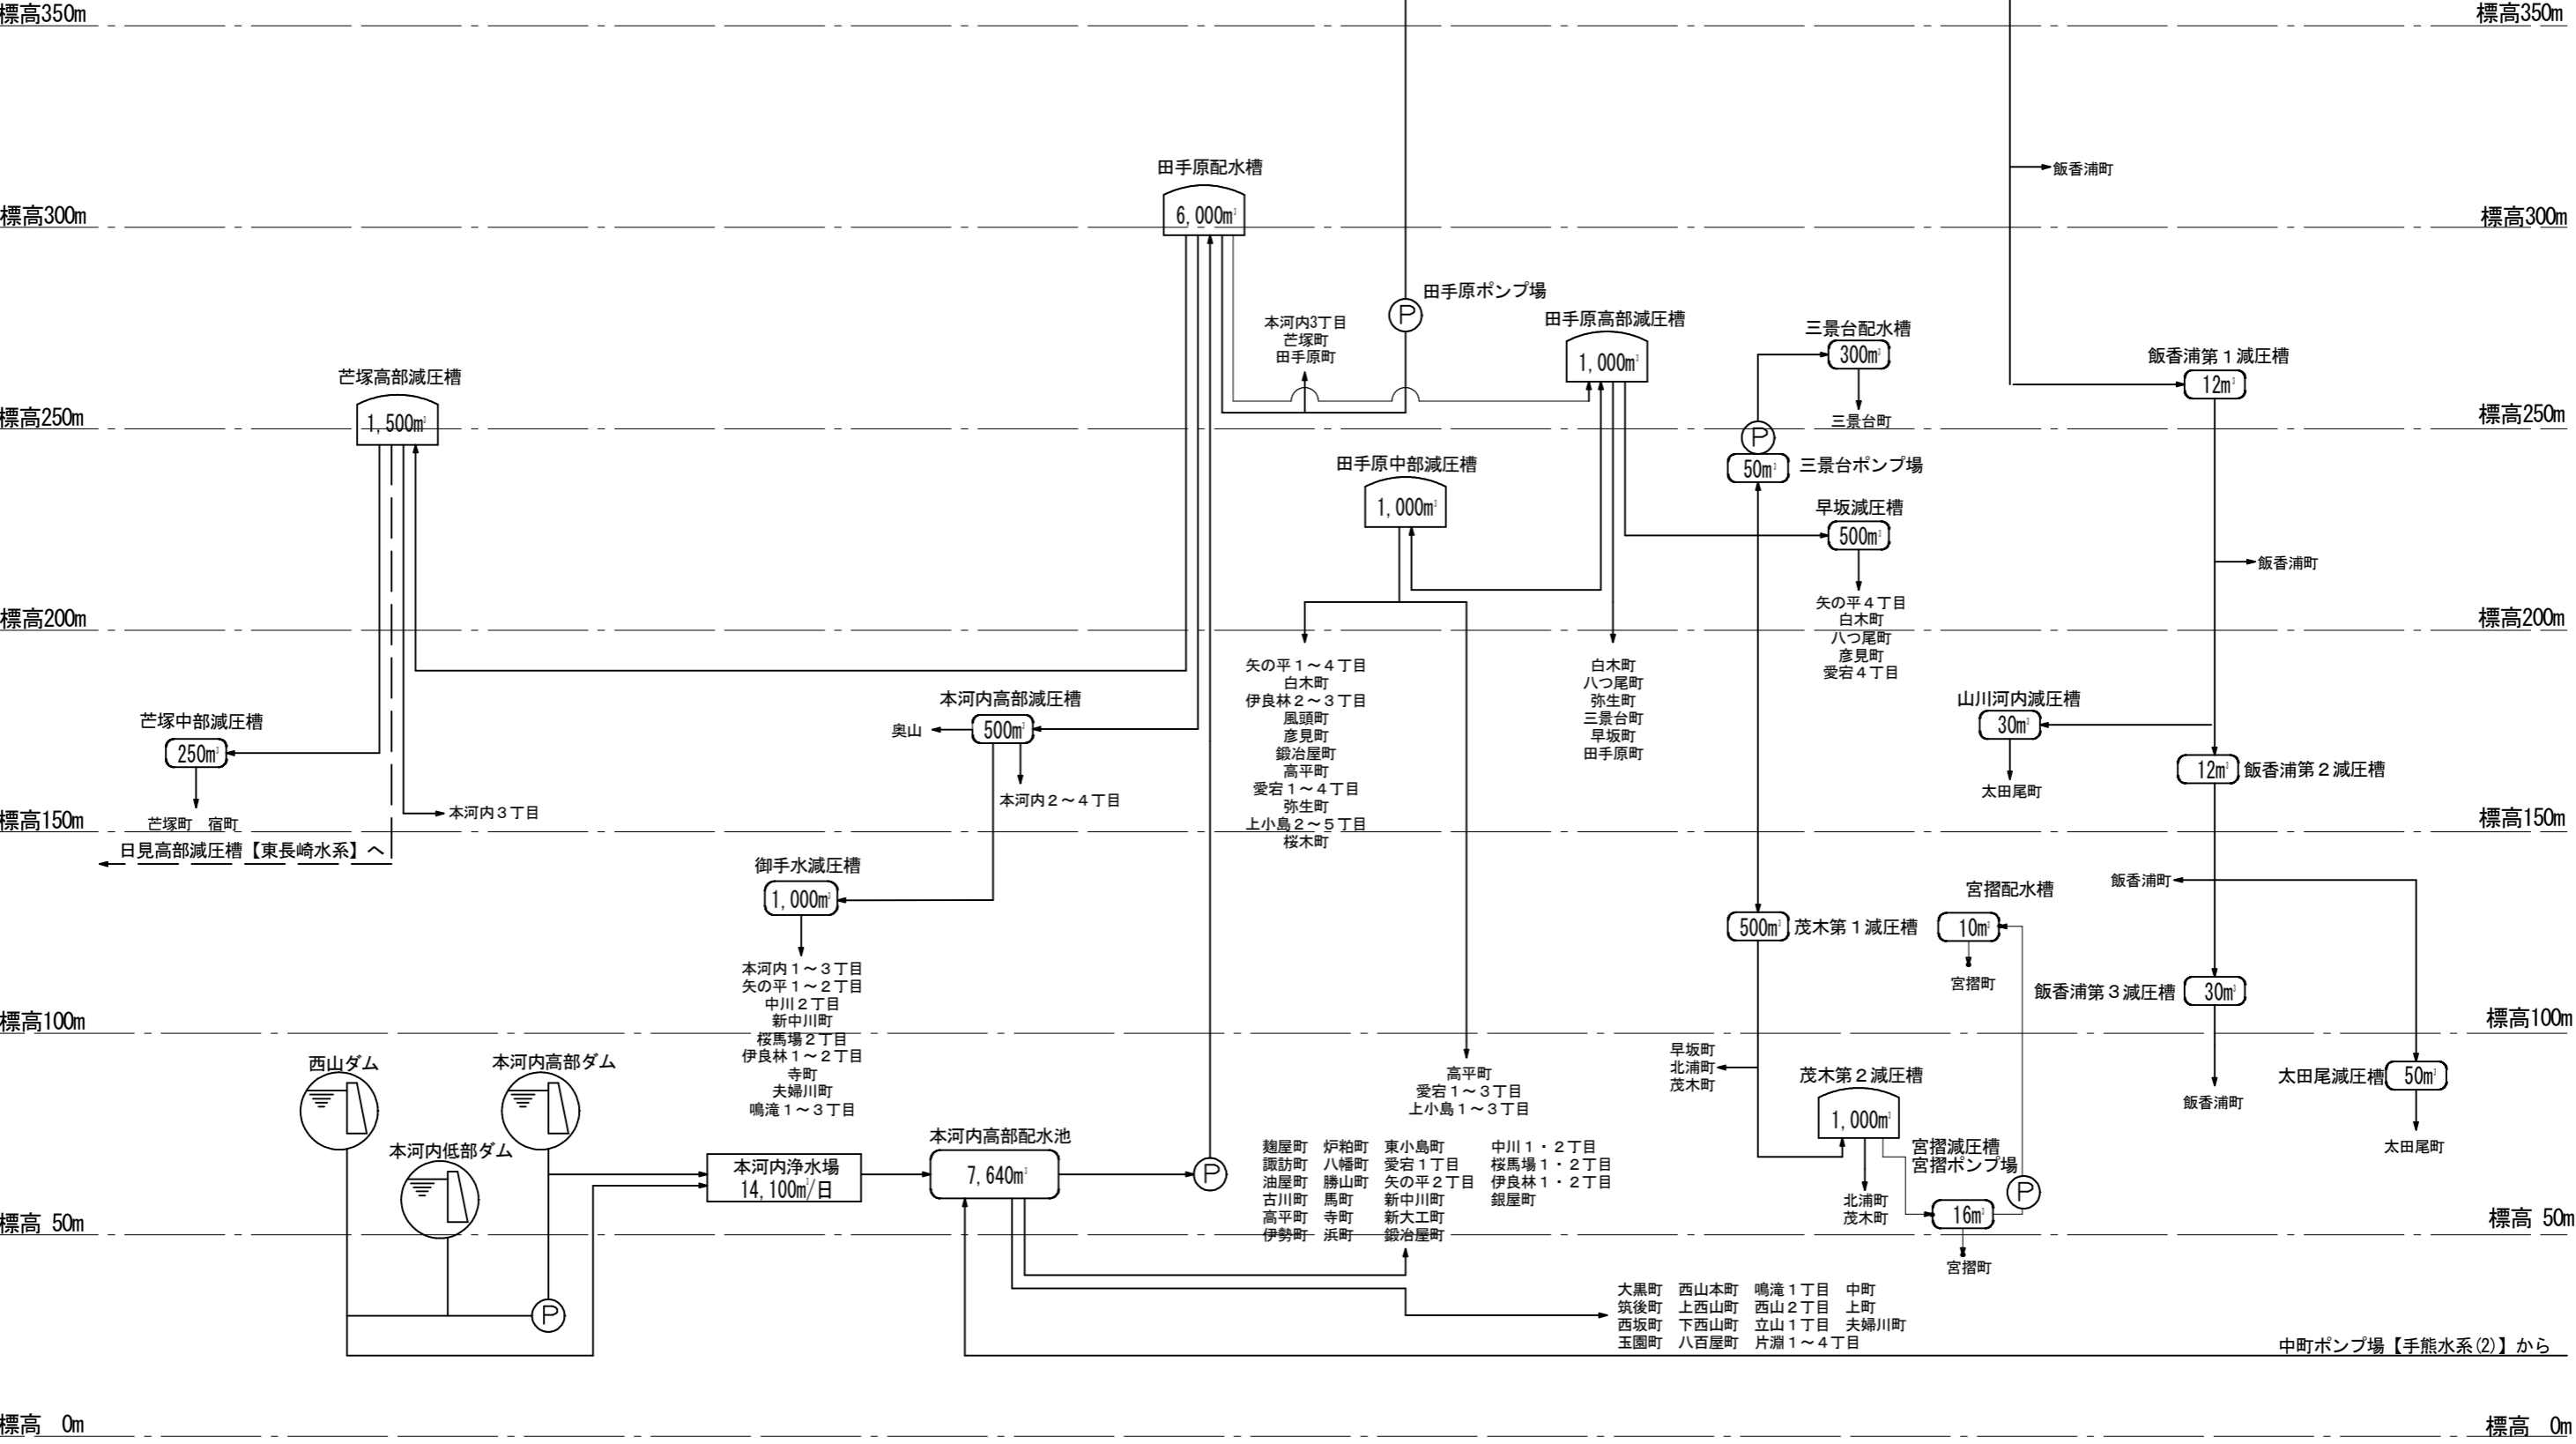 標高350m
標高350m
飯香浦町
田手原配水槽
6,000m³
標高300m
標高300m
田手原ポンプ場
P
本河内3丁目
芒塚町
田手原町
田手原高部減圧槽
1,000m³
三景台配水槽
300m³
三景台町
飯香浦第１減圧槽
12m³
芒塚高部減圧槽
1,500m³
標高250m
標高250m
P
50m³
三景台ポンプ場
田手原中部減圧槽
1,000m³
早坂減圧槽
500m³
飯香浦町
矢の平４丁目
白木町
八つ尾町
彦見町
愛宕４丁目
標高200m
標高200m
矢の平１～４丁目
白木町
伊良林２～３丁目
風頭町
彦見町
鍛冶屋町
高平町
愛宕１～４丁目
弥生町
上小島２～５丁目
桜木町
白木町
八つ尾町
弥生町
三景台町
早坂町
田手原町
本河内高部減圧槽
500m³
奥山
本河内２～４丁目
芒塚中部減圧槽
250m³
芒塚町　宿町
本河内３丁目
山川河内減圧槽
30m³
太田尾町
12m³
飯香浦第２減圧槽
標高150m
標高150m
日見高部減圧槽【東長崎水系】へ
御手水減圧槽
1,000m³
本河内１～３丁目
矢の平１～２丁目
中川２丁目
新中川町
桜馬場２丁目
伊良林１～２丁目
寺町
夫婦川町
鳴滝１～３丁目
飯香浦町
500m³
茂木第１減圧槽
宮摺配水槽
10m³
宮摺町
飯香浦第３減圧槽
30m³
標高100m
標高100m
西山ダム
本河内高部ダム
本河内低部ダム
早坂町
北浦町
茂木町
高平町
愛宕１～３丁目
上小島１～３丁目
茂木第２減圧槽
1,000m³
飯香浦町
太田尾減圧槽
50m³
太田尾町
本河内浄水場
14,100m³/日
本河内高部配水池
7,640m³
P
麹屋町　炉粕町　東小島町　中川１・２丁目
諏訪町　八幡町　愛宕１丁目　桜馬場１・２丁目
油屋町　勝山町　矢の平２丁目　伊良林１・２丁目
古川町　馬町　新中川町　銀屋町
高平町　寺町　新大工町
伊勢町　浜町　鍛冶屋町
宮摺減圧槽
宮摺ポンプ場
P
16m³
北浦町
茂木町
宮摺町
標高 50m
標高 50m
P
大黒町　西山本町　鳴滝１丁目　中町
筑後町　上西山町　西山２丁目　上町
西坂町　下西山町　立山１丁目　夫婦川町
玉園町　八百屋町　片淵１～４丁目
中町ポンプ場【手熊水系(2)】から
標高　0m
標高　0m